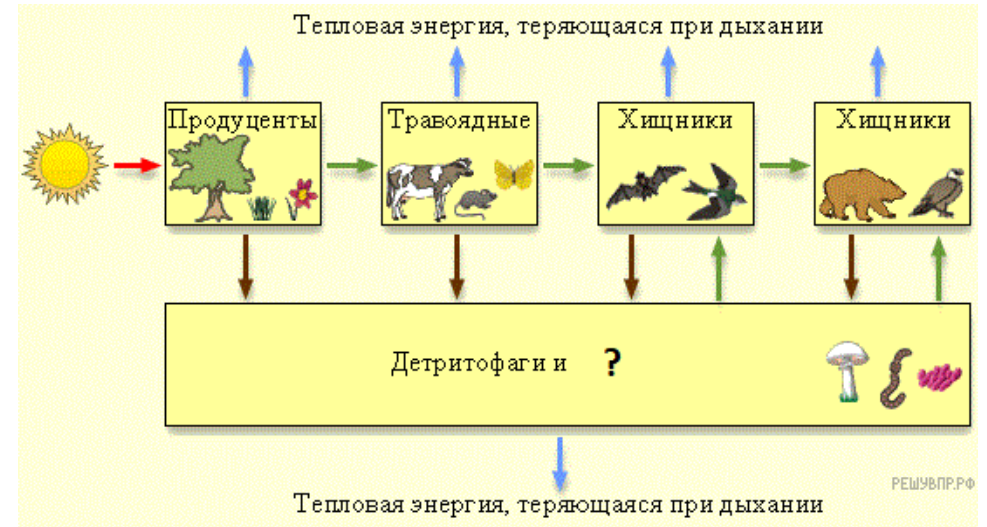 Тепловая энергия, теряющаяся при дыхании
Продуценты
Травоядные
Хищники
Хищники
Детритофаги и ?
РЕШУВПР.РФ
Тепловая энергия, теряющаяся при дыхании